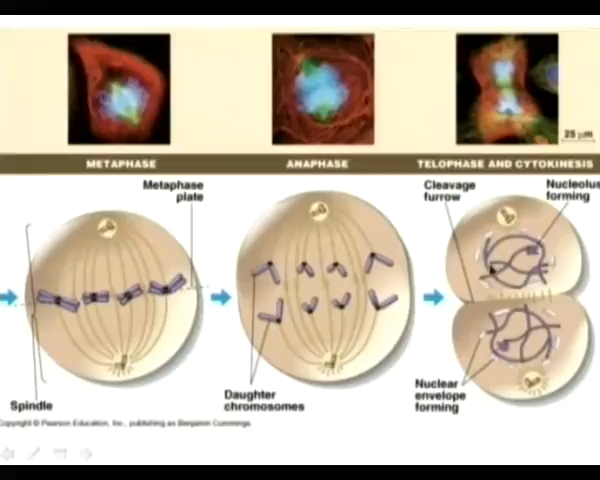 25 µm
METAPHASE
ANAPHASE
TELOPHASE AND CYTOKINESIS
Metaphase
plate
Cleavage
furrow
Nucleolus
forming
Spindle
Daughter
chromosomes
Nuclear
envelope
forming
Copyright © Pearson Education, Inc., publishing as Benjamin Cummings.